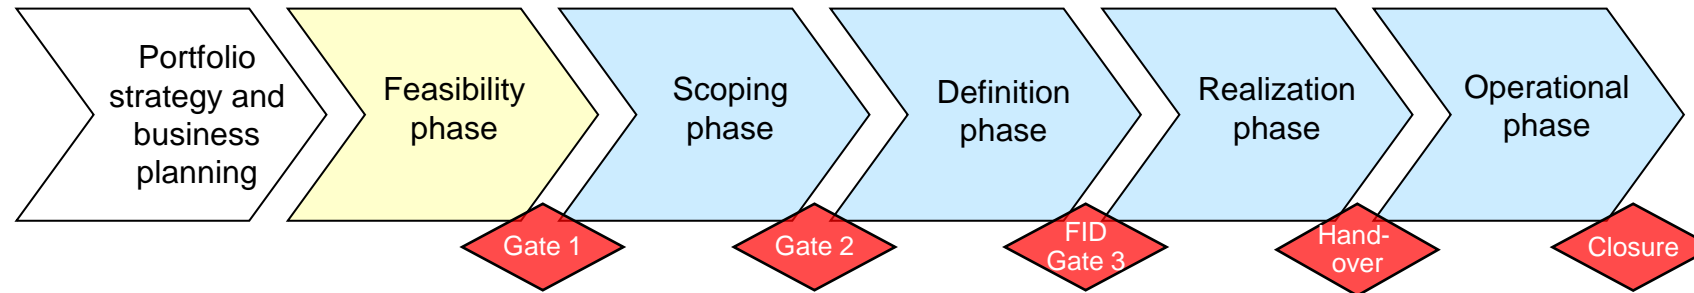 Portfolio
strategy and
business
planning
Feasibility
phase
Scoping
phase
Definition
phase
Realization
phase
Operational
phase
Gate 1
Gate 2
FID
Gate 3
Hand-
over
Closure